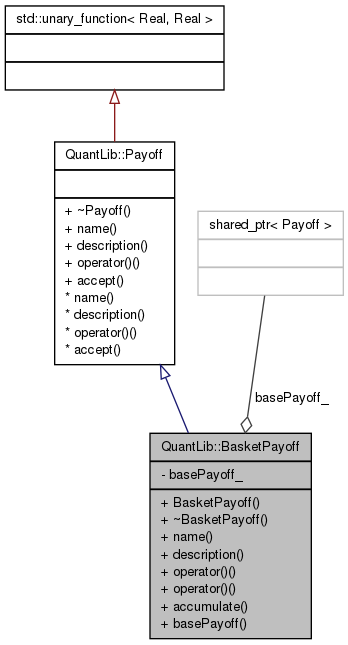 std::unary_function< Real, Real >
QuantLib::Payoff
+ ~Payoff()
+ name()
+ description()
+ operator()()
+ accept()
* name()
* description()
* operator()()
* accept()
shared_ptr< Payoff >
basePayoff_
QuantLib::BasketPayoff
- basePayoff_
+ BasketPayoff()
+ ~BasketPayoff()
+ name()
+ description()
+ operator()()
+ operator()()
+ accumulate()
+ basePayoff()